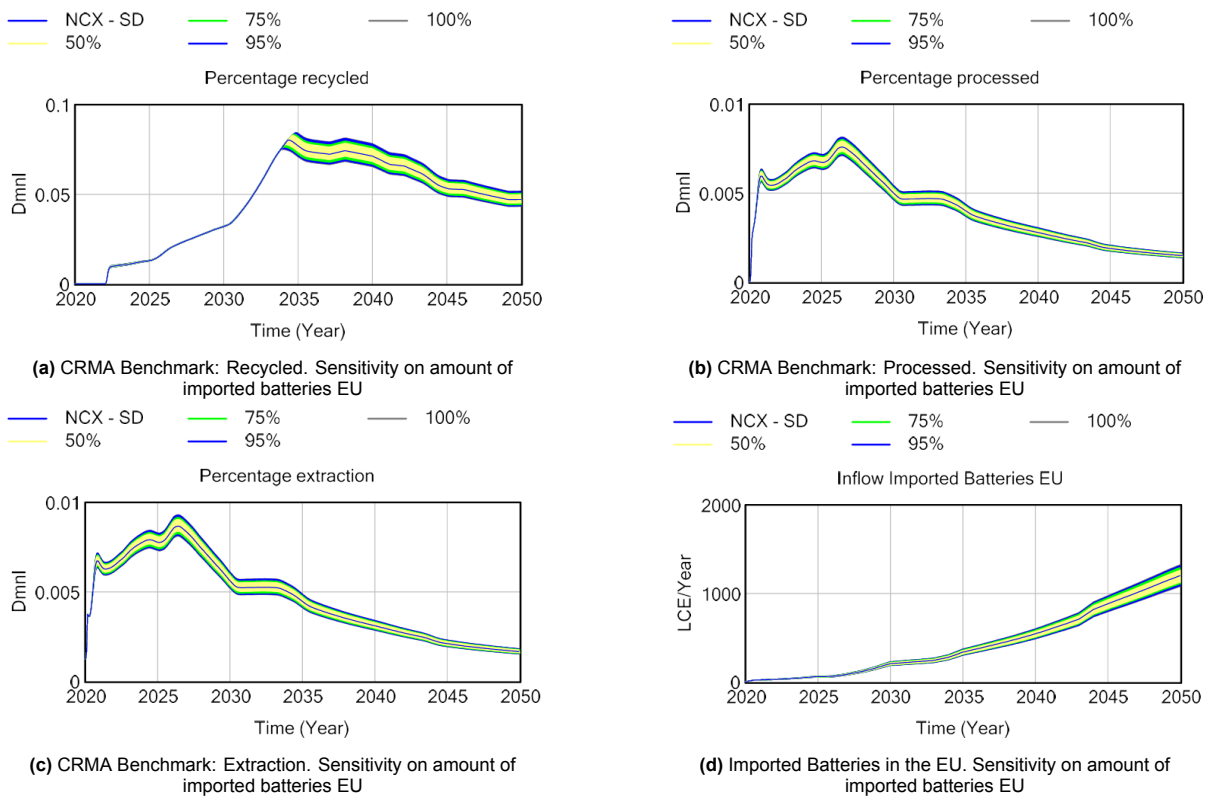 NCX - SD 75% 100%
50% 95%
Percentage recycled
0.1
0.05
0
Dmnl
2020 2025 2030 2035 2040 2045 2050
Time (Year)
(a) CRMA Benchmark: Recycled. Sensitivity on amount of
imported batteries EU
NCX - SD 75% 100%
50% 95%
Percentage processed
0.01
0.005
0
Dmnl
2020 2025 2030 2035 2040 2045 2050
Time (Year)
(b) CRMA Benchmark: Processed. Sensitivity on amount of
imported batteries EU
NCX - SD 75% 100%
50% 95%
Percentage extraction
0.01
0.005
0
Dmnl
2020 2025 2030 2035 2040 2045 2050
Time (Year)
(c) CRMA Benchmark: Extraction. Sensitivity on amount of
imported batteries EU
NCX - SD 75% 100%
50% 95%
Inflow Imported Batteries EU
2000
1000
0
LCE/Year
2020 2025 2030 2035 2040 2045 2050
Time (Year)
(d) Imported Batteries in the EU. Sensitivity on amount of
imported batteries EU